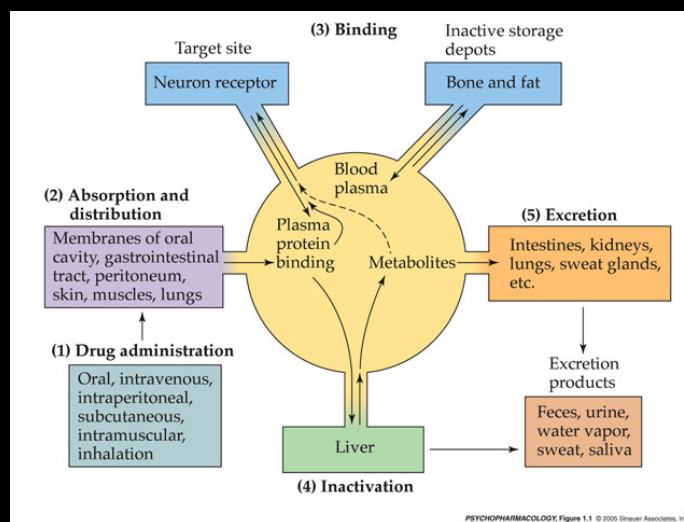 (3) Binding
Target site
Neuron receptor
Inactive storage
depots
Bone and fat
Blood
plasma
(2) Absorption and
distribution
Membranes of oral
cavity, gastrointestinal
tract, peritoneum,
skin, muscles, lungs
Plasma
protein
binding
Metabolites
(5) Excretion
Intestines, kidneys,
lungs, sweat glands,
etc.
(1) Drug administration
Oral, intravenous,
intraperitoneal,
subcutaneous,
intramuscular,
inhalation
Excretion
products
Feces, urine,
water vapor,
sweat, saliva
Liver
(4) Inactivation
PSYCHOPHARMACOLOGY, Figure 1.1 © 2005 Sinauer Associates, In